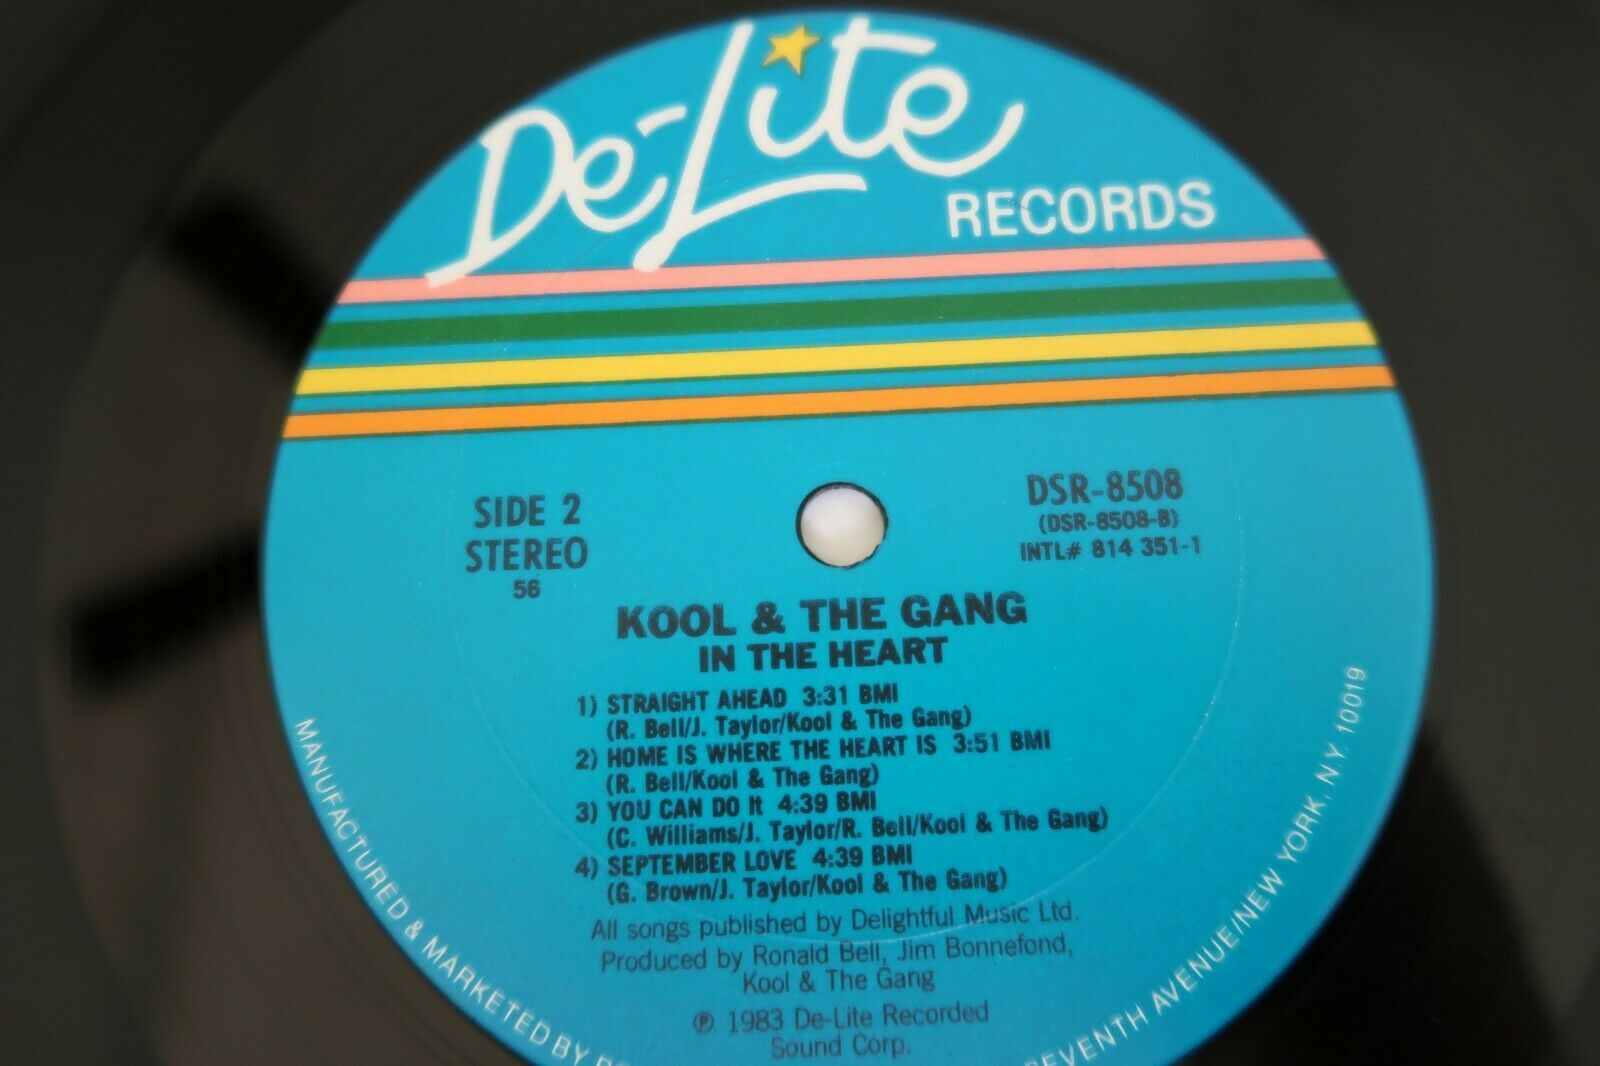 De-Lite
RECORDS
SIDE 2
STEREO
56
DSR-8508
(DSR-8508-B)
INTL# 814 351-1
KOOL & THE GANG
IN THE HEART
1) STRAIGHT AHEAD 3:31 BMI
(R. Bell/J. Taylor/Kool & The Gang)
2) HOME IS WHERE THE HEART IS 3:51 BMI
(R. Bell/Kool & The Gang)
3) YOU CAN DO It 4:39 BMI
(C. Williams/J. Taylor/R. Bell/Kool & The Gang)
4) SEPTEMBER LOVE 4:39 BMI
(G. Brown/J. Taylor/Kool & The Gang)
All songs published by Delightful Music Ltd.
Produced by Ronald Bell, Jim Bonnefond,
Kool & The Gang
℗ 1983 De-Lite Recorded
Sound Corp.
MANUFACTURED & MARKETED BY
AVENUE/NEW YORK, N.Y. 10019